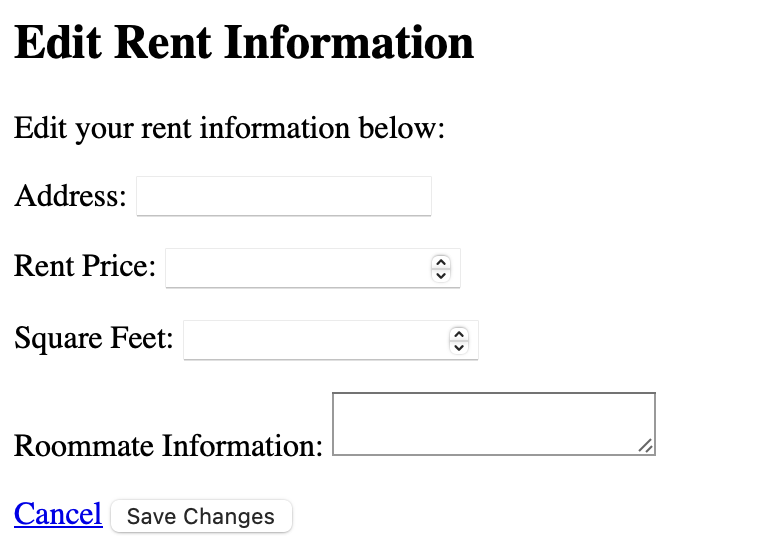 Edit Rent Information
Edit your rent information below:
Address:
Rent Price:
Square Feet:
Roommate Information:
Cancel Save Changes